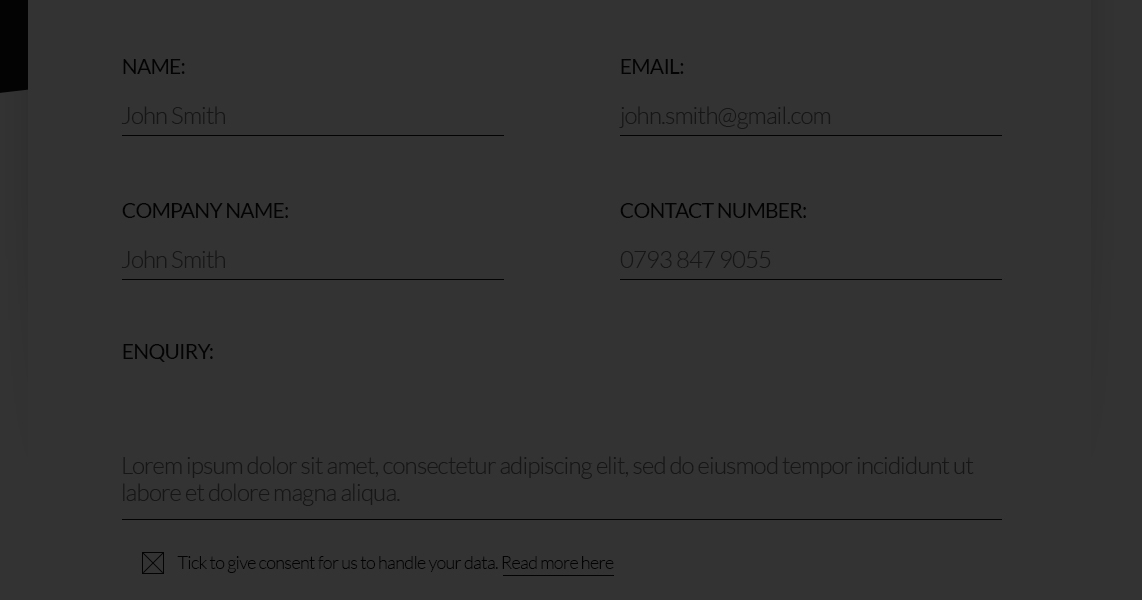 NAME:
EMAIL:
John Smith
john.smith@gmail.com
COMPANY NAME:
CONTACT NUMBER:
John Smith
0793 847 9055
ENQUIRY:
Lorem ipsum dolor sit amet, consectetur adipiscing elit, sed do eiusmod tempor incididunt ut
labore et dolore magna aliqua.
Tick to give consent for us to handle your data. Read more here